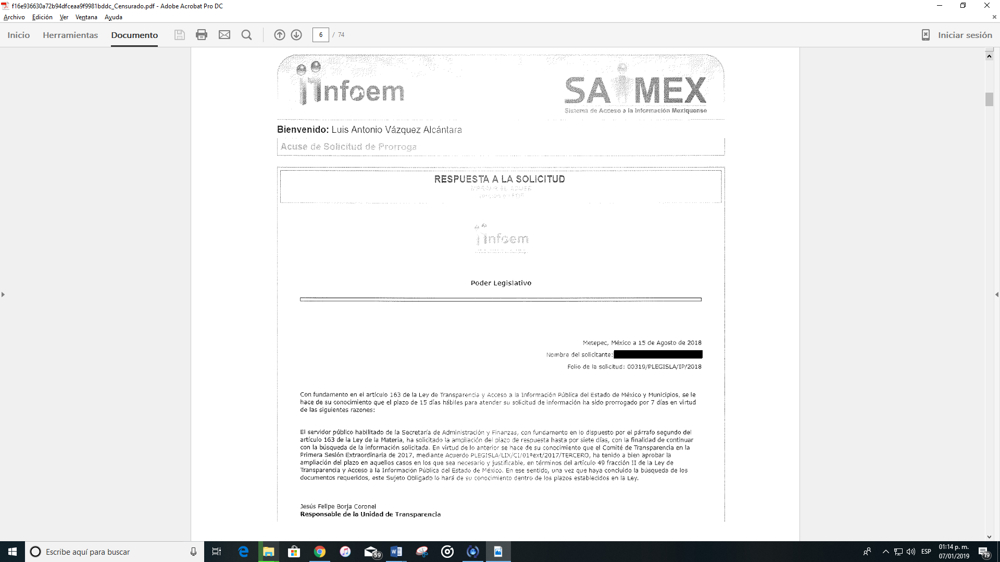 f16e936630a72b94dfceaa9f9981bddc_Censurado.pdf - Adobe Acrobat Pro DC
Archivo Edición Ver Ventana Ayuda
Inicio Herramientas Documento 6 / 74 Iniciar sesión
infoem SAIMEX
Sistema de Acceso a la Información Mexiquense
Bienvenido: Luis Antonio Vázquez Alcántara
Acuse de Solicitud de Prorroga
RESPUESTA A LA SOLICITUD
infoem
Poder Legislativo
Metepec, México a 15 de Agosto de 2018
Nombre del solicitante:
Folio de la solicitud: 00319/PLEGISLA/IP/2018
Con fundamento en el artículo 163 de la Ley de Transparencia y Acceso a la Información Pública del Estado de México y Municipios, se le
hace de su conocimiento que el plazo de 15 días hábiles para atender su solicitud de información ha sido prorrogado por 7 días en virtud
de las siguientes razones:
El servidor público habilitado de la Secretaría de Administración y Finanzas, con fundamento en lo dispuesto por el párrafo segundo del
artículo 163 de la Ley de la Materia, ha solicitado la ampliación del plazo de respuesta hasta por siete días, con la finalidad de continuar
con la búsqueda de la información solicitada. En virtud de lo anterior se hace de su conocimiento que el Comité de Transparencia en la
Primera Sesión Extraordinaria de 2017, mediante Acuerdo PLEGISLA/LIX/CI/01ªext/2017/TERCERO, ha tenido a bien aprobar la
ampliación del plazo en aquellos casos en los que sea necesario y justificable, en términos del artículo 49 fracción II de la Ley de
Transparencia y Acceso a la Información Pública del Estado de México. En ese sentido, una vez que haya concluido la búsqueda de los
documentos requeridos, este Sujeto Obligado lo hará de su conocimiento dentro de los plazos establecidos en la Ley.
Jesús Felipe Borja Coronel
Responsable de la Unidad de Transparencia
Escribe aquí para buscar
59
ESP
01:14 p. m.
07/01/2019
19